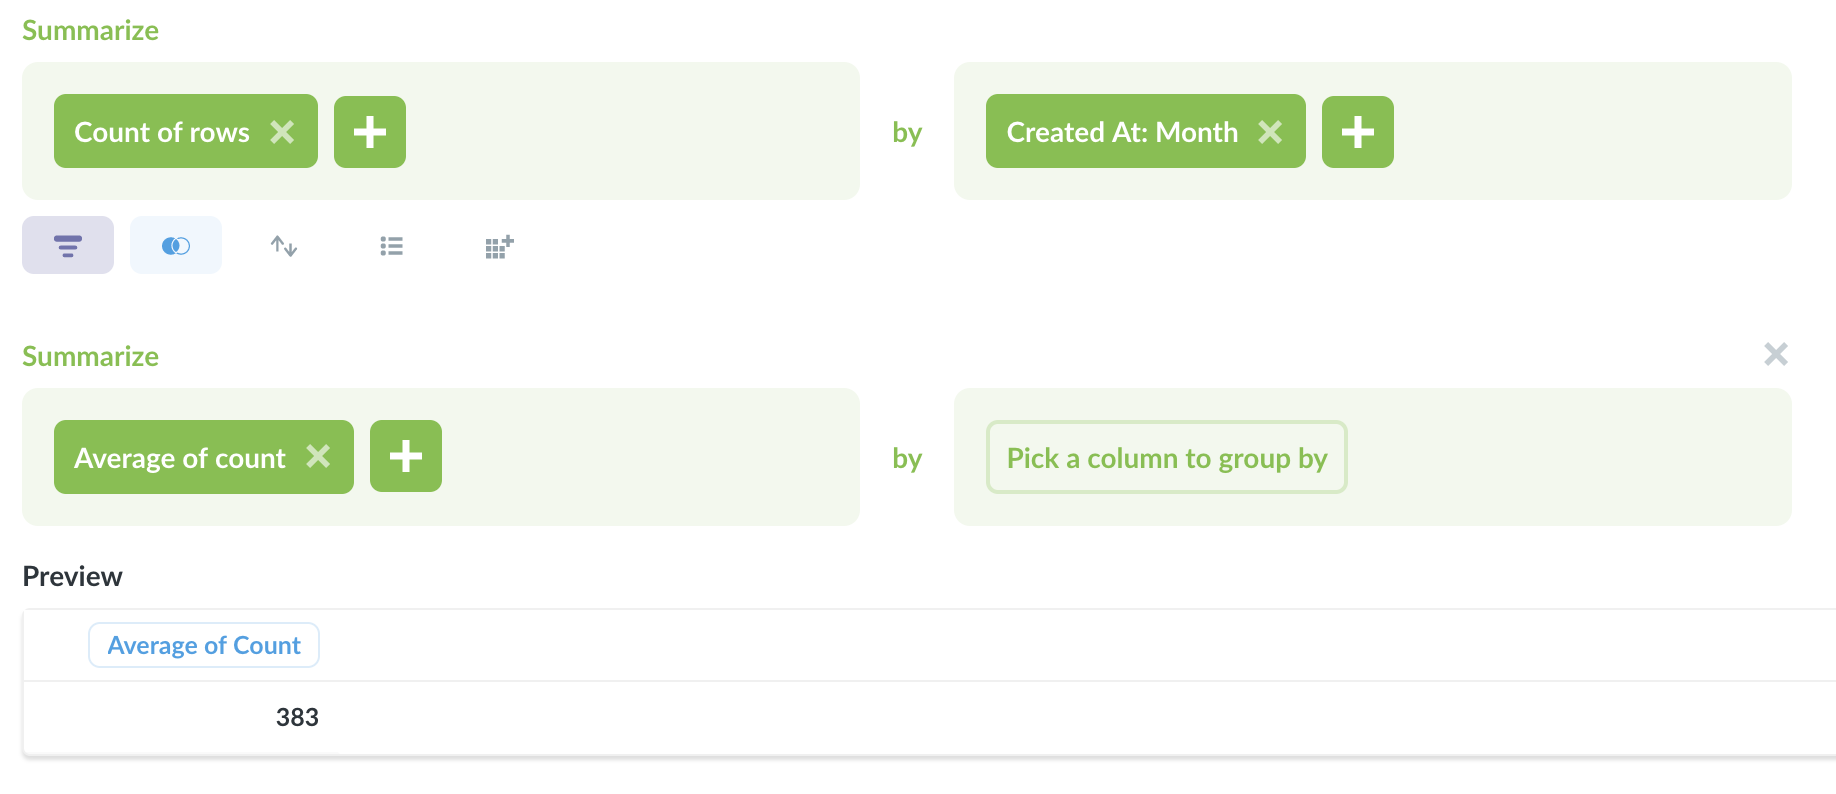 Summarize
Count of rows by Created At: Month
Summarize
Average of count by Pick a column to group by
Preview
Average of Count
383